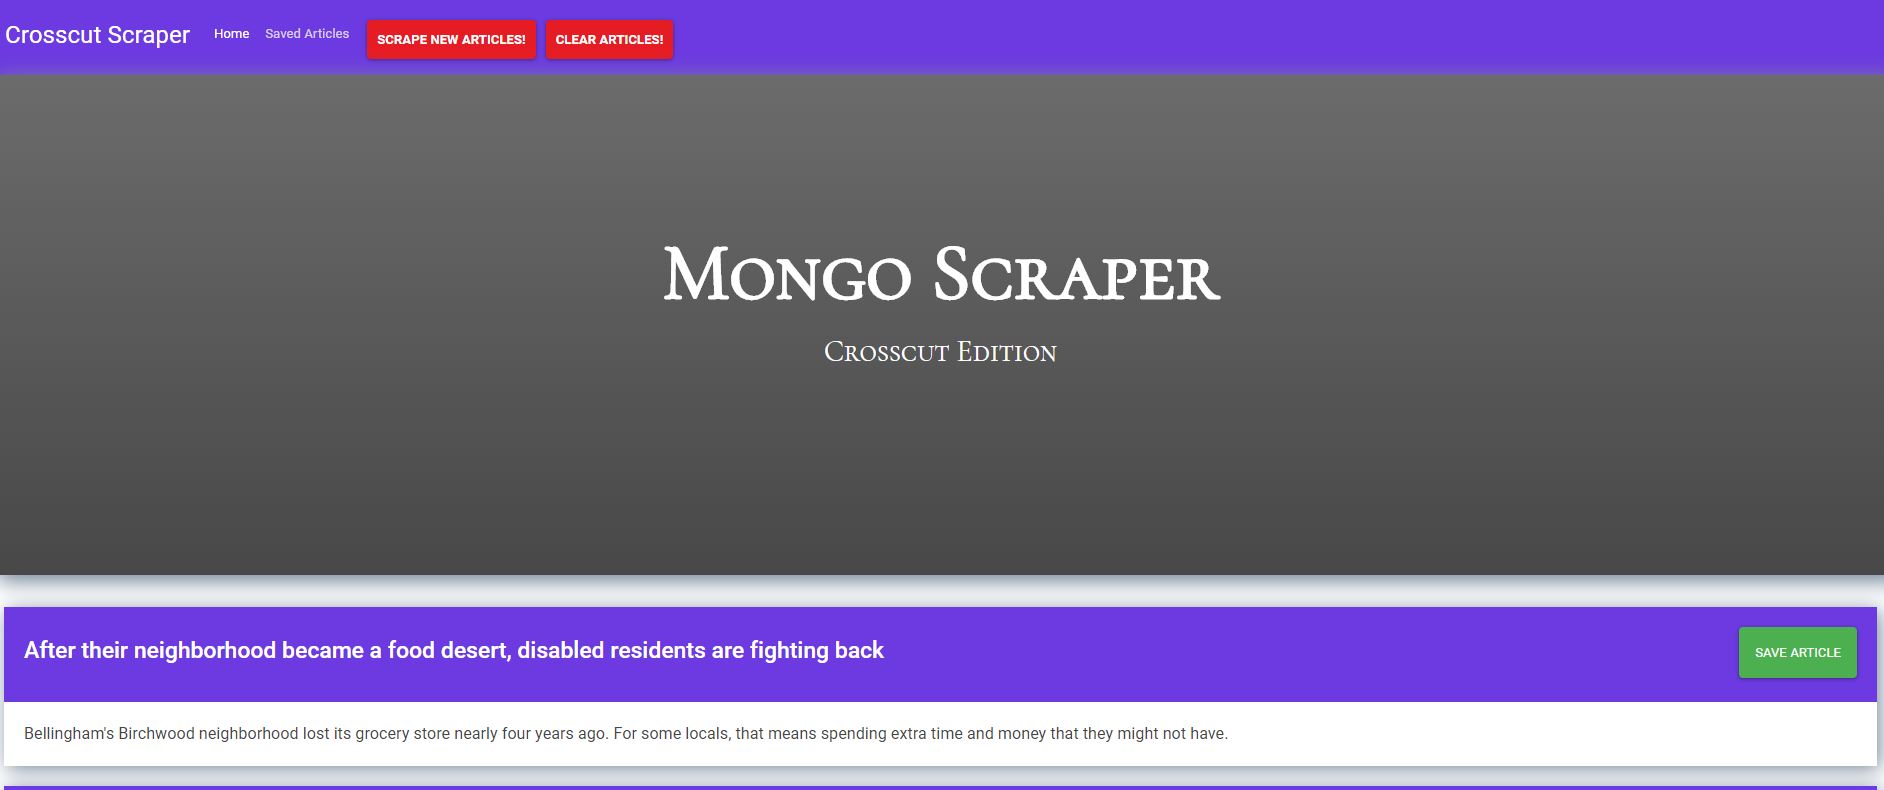 Crosscut Scraper Home Saved Articles SCRAPE NEW ARTICLES! CLEAR ARTICLES!
Mongo Scraper
Crosscut Edition
After their neighborhood became a food desert, disabled residents are fighting back SAVE ARTICLE
Bellingham's Birchwood neighborhood lost its grocery store nearly four years ago. For some locals, that means spending extra time and money that they might not have.